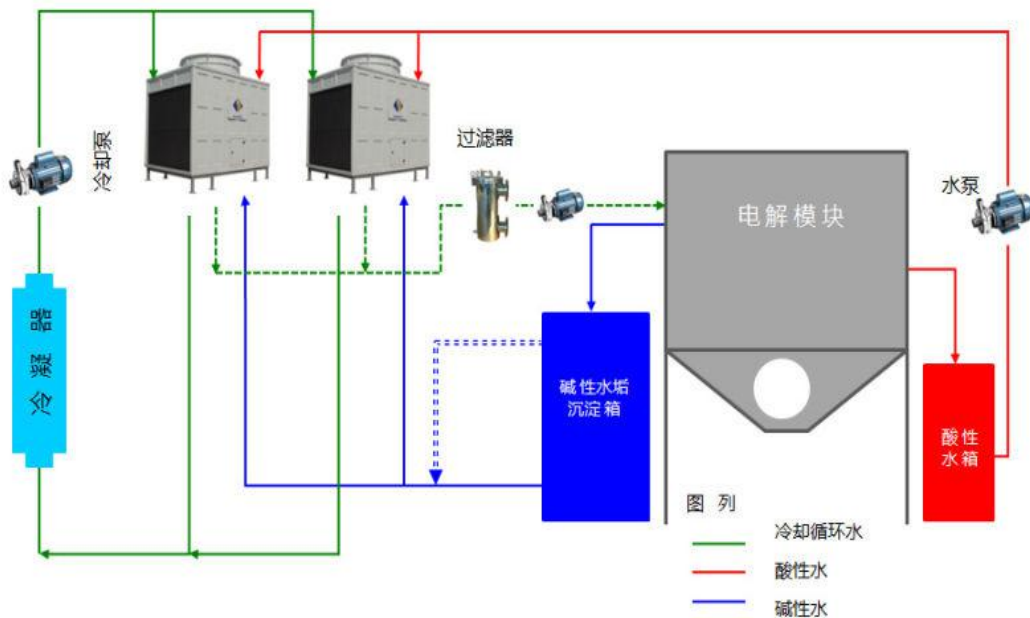 冷却泵
过滤器
水泵
电解模块
冷凝器
碱性水垢
沉淀箱
酸性
水箱
图 列
冷却循环水
酸性水
碱性水